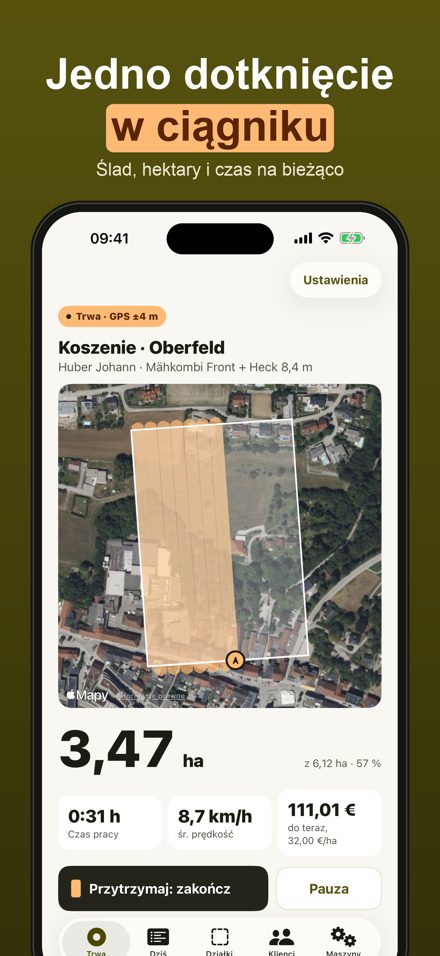 Jedno dotknięcie
w ciągniku
Ślad, hektary i czas na bieżąco
09:41
Ustawienia
Trwa · GPS ±4 m
Koszenie · Oberfeld
Huber Johann · Mähkombi Front + Heck 8,4 m
Mapy
Informacje prawne
3,47 ha
z 6,12 ha · 57 %
0:31 h
Czas pracy
8,7 km/h
śr. prędkość
111,01 €
do teraz,
32,00 €/ha
Przytrzymaj: zakończ
Pauza
Trwa
Dziś
Działki
Klienci
Maszyny